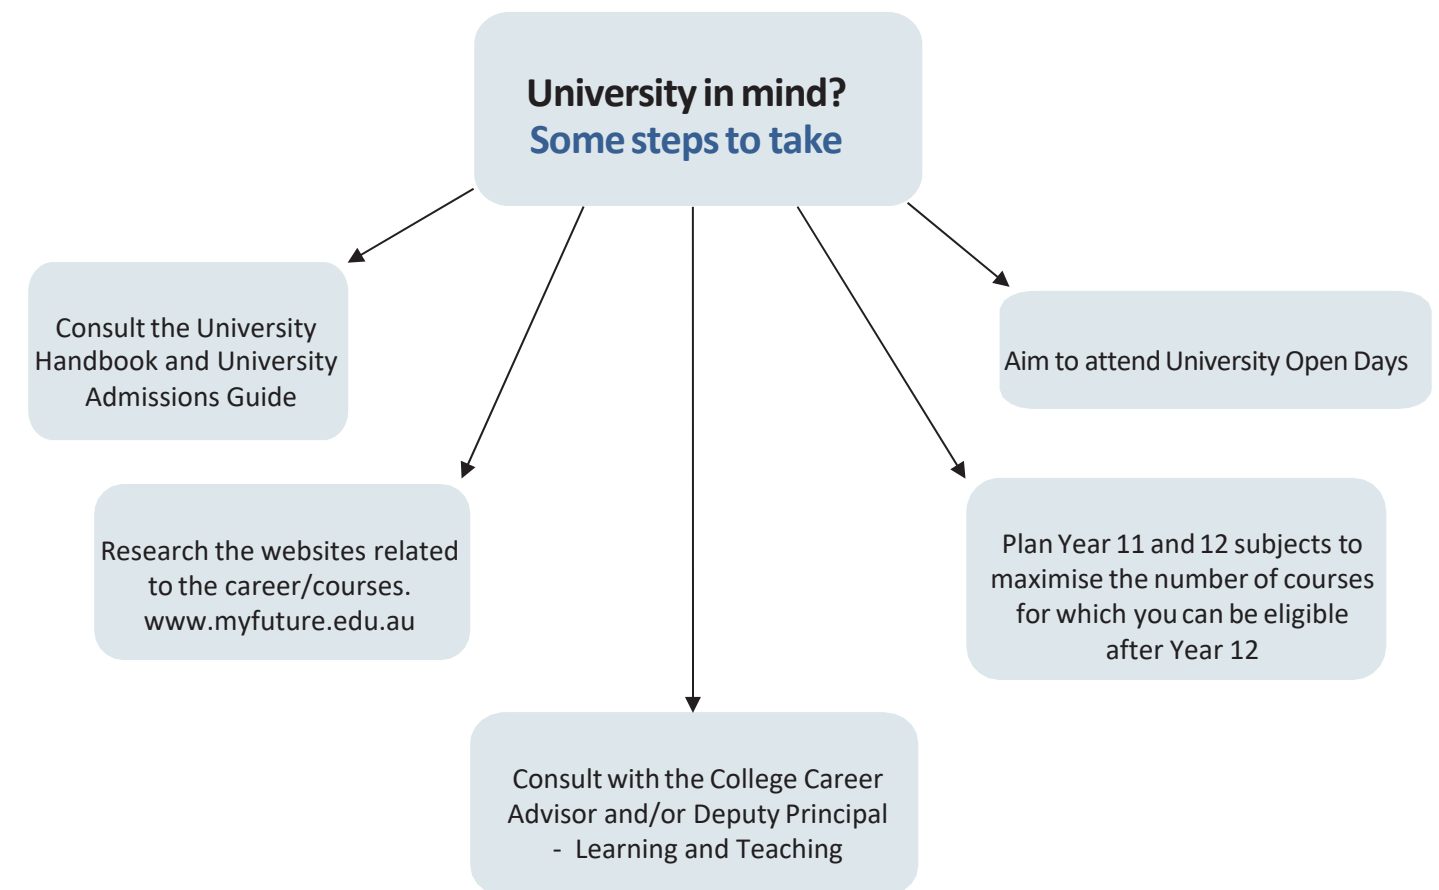 University in mind?
Some steps to take
Consult the University
Handbook and University
Admissions Guide
Aim to attend University Open Days
Research the websites related
to the career/courses.
www.myfuture.edu.au
Plan Year 11 and 12 subjects to
maximise the number of courses
for which you can be eligible
after Year 12
Consult with the College Career
Advisor and/or Deputy Principal
- Learning and Teaching